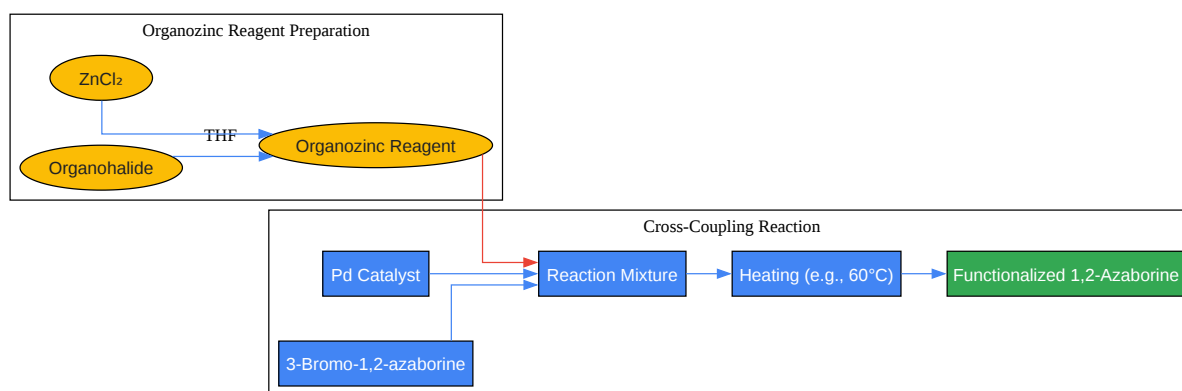 Organozinc Reagent Preparation
ZnCl₂
THF
Organohalide
Organozinc Reagent
Cross-Coupling Reaction
Pd Catalyst
Reaction Mixture
Heating (e.g., 60°C)
Functionalized 1,2-Azaborine
3-Bromo-1,2-azaborine